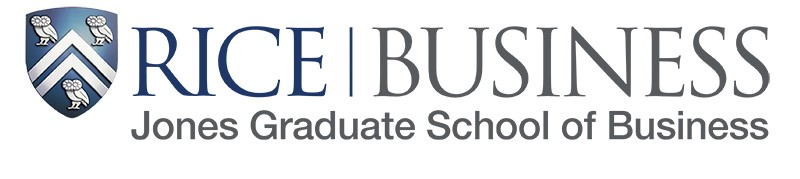 RICE | BUSINESS
Jones Graduate School of Business